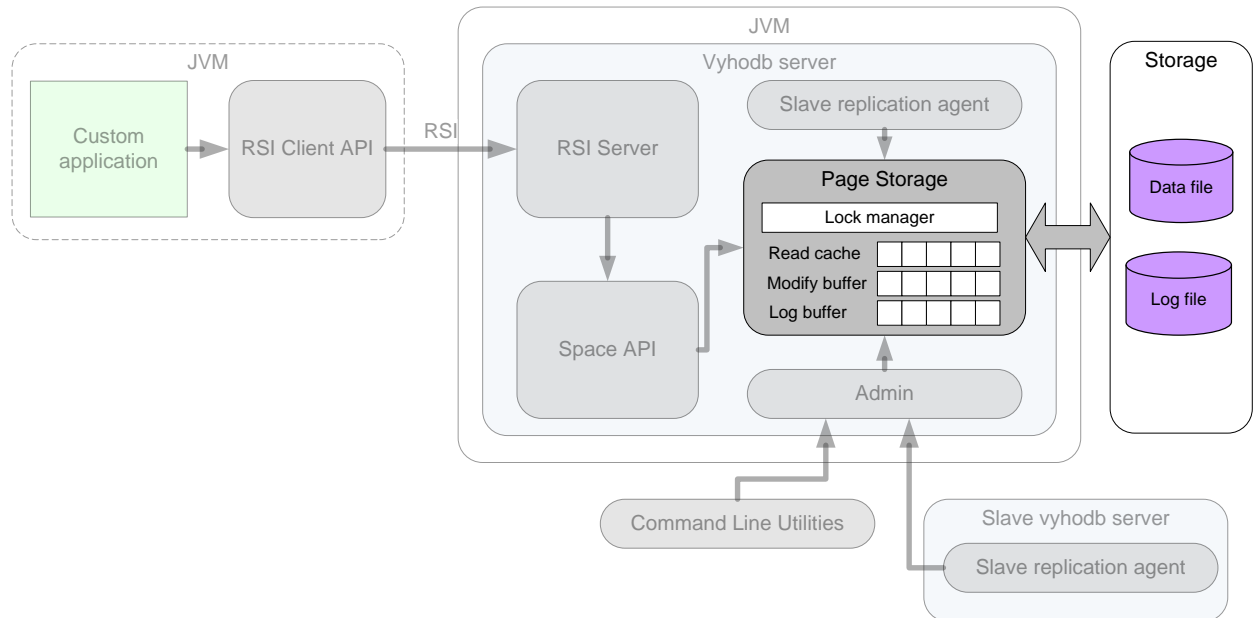 JVM
Custom
application
RSI Client API
RSI
JVM
Vyhodb server
RSI Server
Space API
Slave replication agent
Page Storage
Lock manager
Read cache
Modify buffer
Log buffer
Admin
Storage
Data file
Log file
Command Line Utilities
Slave vyhodb server
Slave replication agent